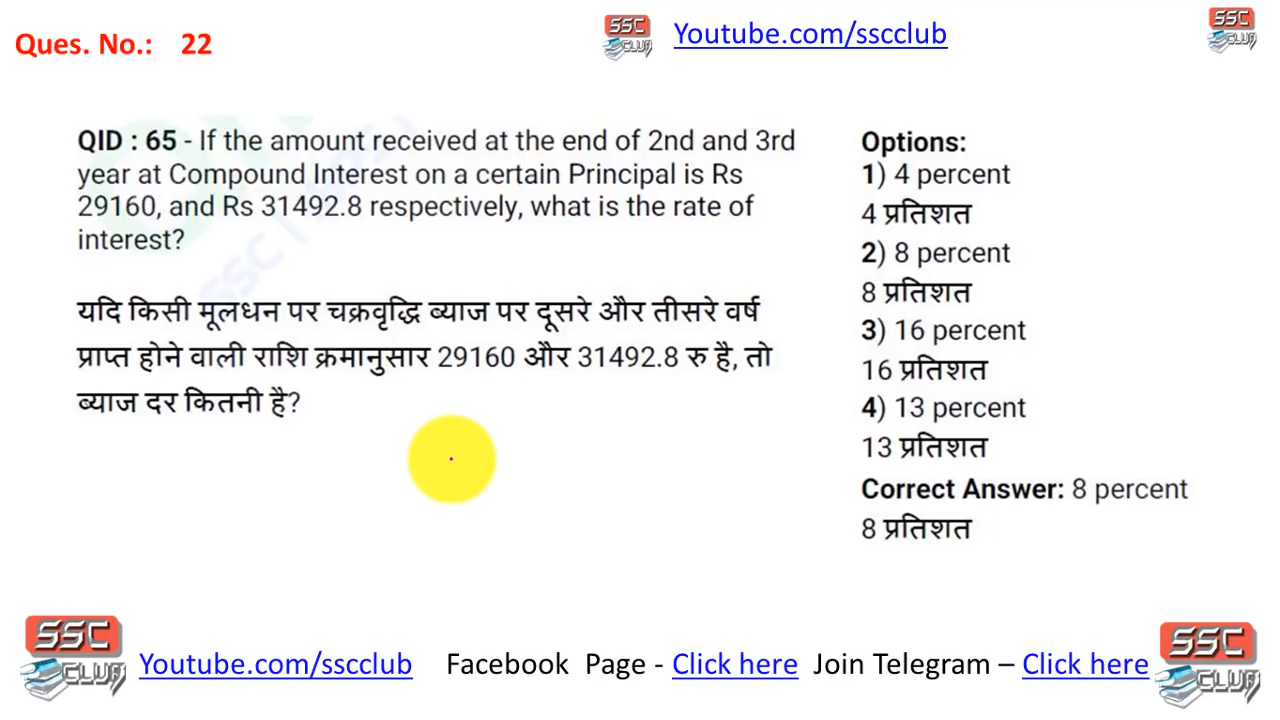 Ques. No.: 22
SSC CLUB
Youtube.com/sscclub
SSC CLUB
QID : 65 - If the amount received at the end of 2nd and 3rd
year at Compound Interest on a certain Principal is Rs
29160, and Rs 31492.8 respectively, what is the rate of
interest?
यदि किसी मूलधन पर चक्रवृद्धि ब्याज पर दूसरे और तीसरे वर्ष
प्राप्त होने वाली राशि क्रमानुसार 29160 और 31492.8 रु है, तो
ब्याज दर कितनी है?
Options:
1) 4 percent
4 प्रतिशत
2) 8 percent
8 प्रतिशत
3) 16 percent
16 प्रतिशत
4) 13 percent
13 प्रतिशत
Correct Answer: 8 percent
8 प्रतिशत
SSC CLUB
Youtube.com/sscclub Facebook Page - Click here Join Telegram – Click here
SSC CLUB